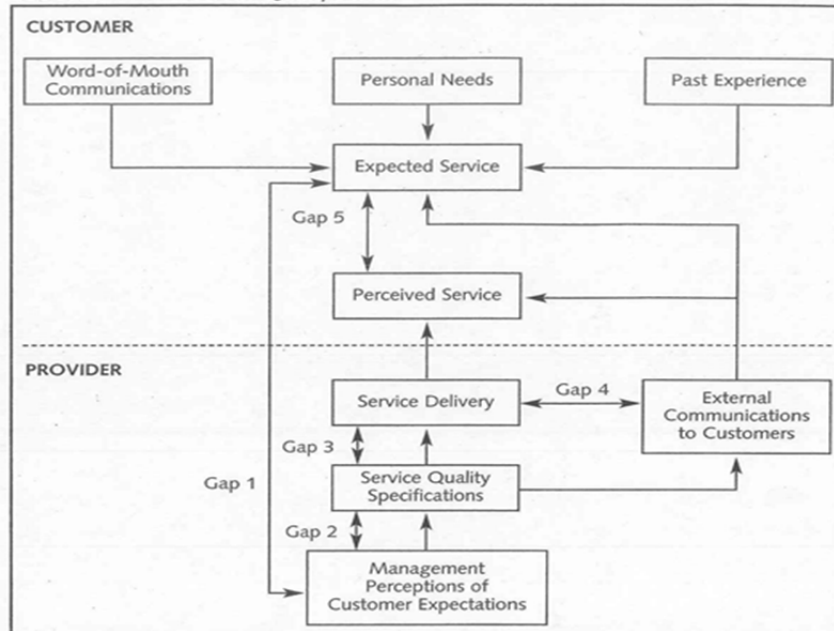 CUSTOMER
Word-of-Mouth
Communications
Personal Needs
Past Experience
Expected Service
Gap 5
Perceived Service
PROVIDER
Service Delivery
Gap 4
External
Communications
to Customers
Gap 3
Gap 1
Service Quality
Specifications
Gap 2
Management
Perceptions of
Customer Expectations